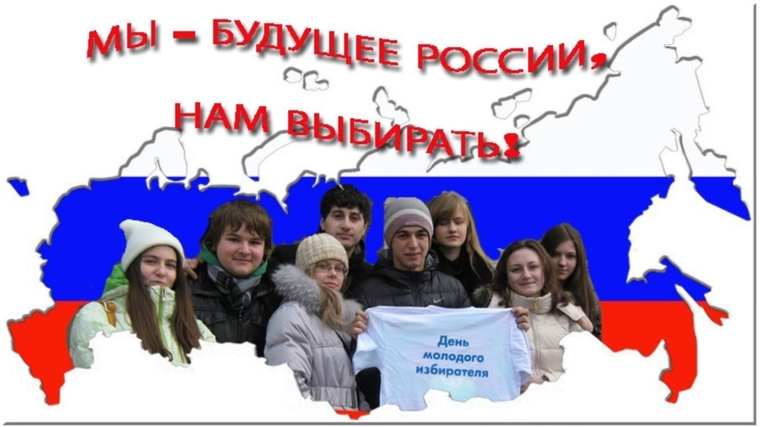 МЫ - БУДУЩЕЕ РОССИИ,
НАМ ВЫБИРАТЬ!
День
молодого
избирателя